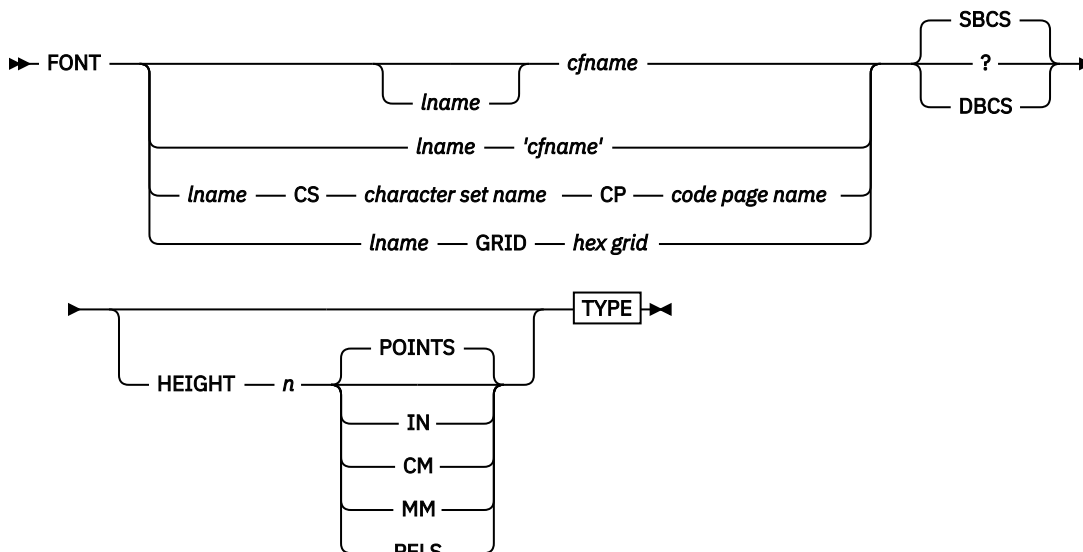 SBCS
FONT cfname ?
lname DBCS
lname 'cfname'
lname CS character set name CP code page name
lname GRID hex grid
TYPE
POINTS
HEIGHT n
IN
CM
MM
PELS